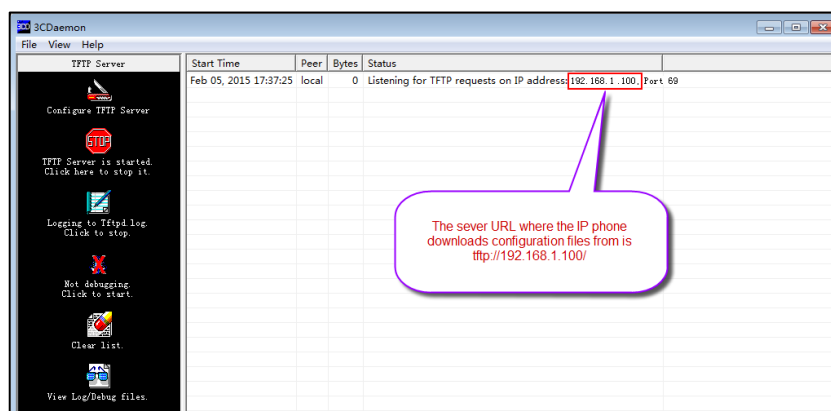 3CDaemon
File View Help
TFTP Server
Start Time Peer Bytes Status
Feb 05, 2015 17:37:25 local 0 Listening for TFTP requests on IP address: 192.168.1.100, Port 69
Configure TFTP Server
STOP
TFTP Server is started.
Click here to stop it.
Logging to Tftpd.log.
Click to stop.
Not debugging.
Click to start.
Clear list.
View Log/Debug files.
The sever URL where the IP phone
downloads configuration files from is
tftp://192.168.1.100/